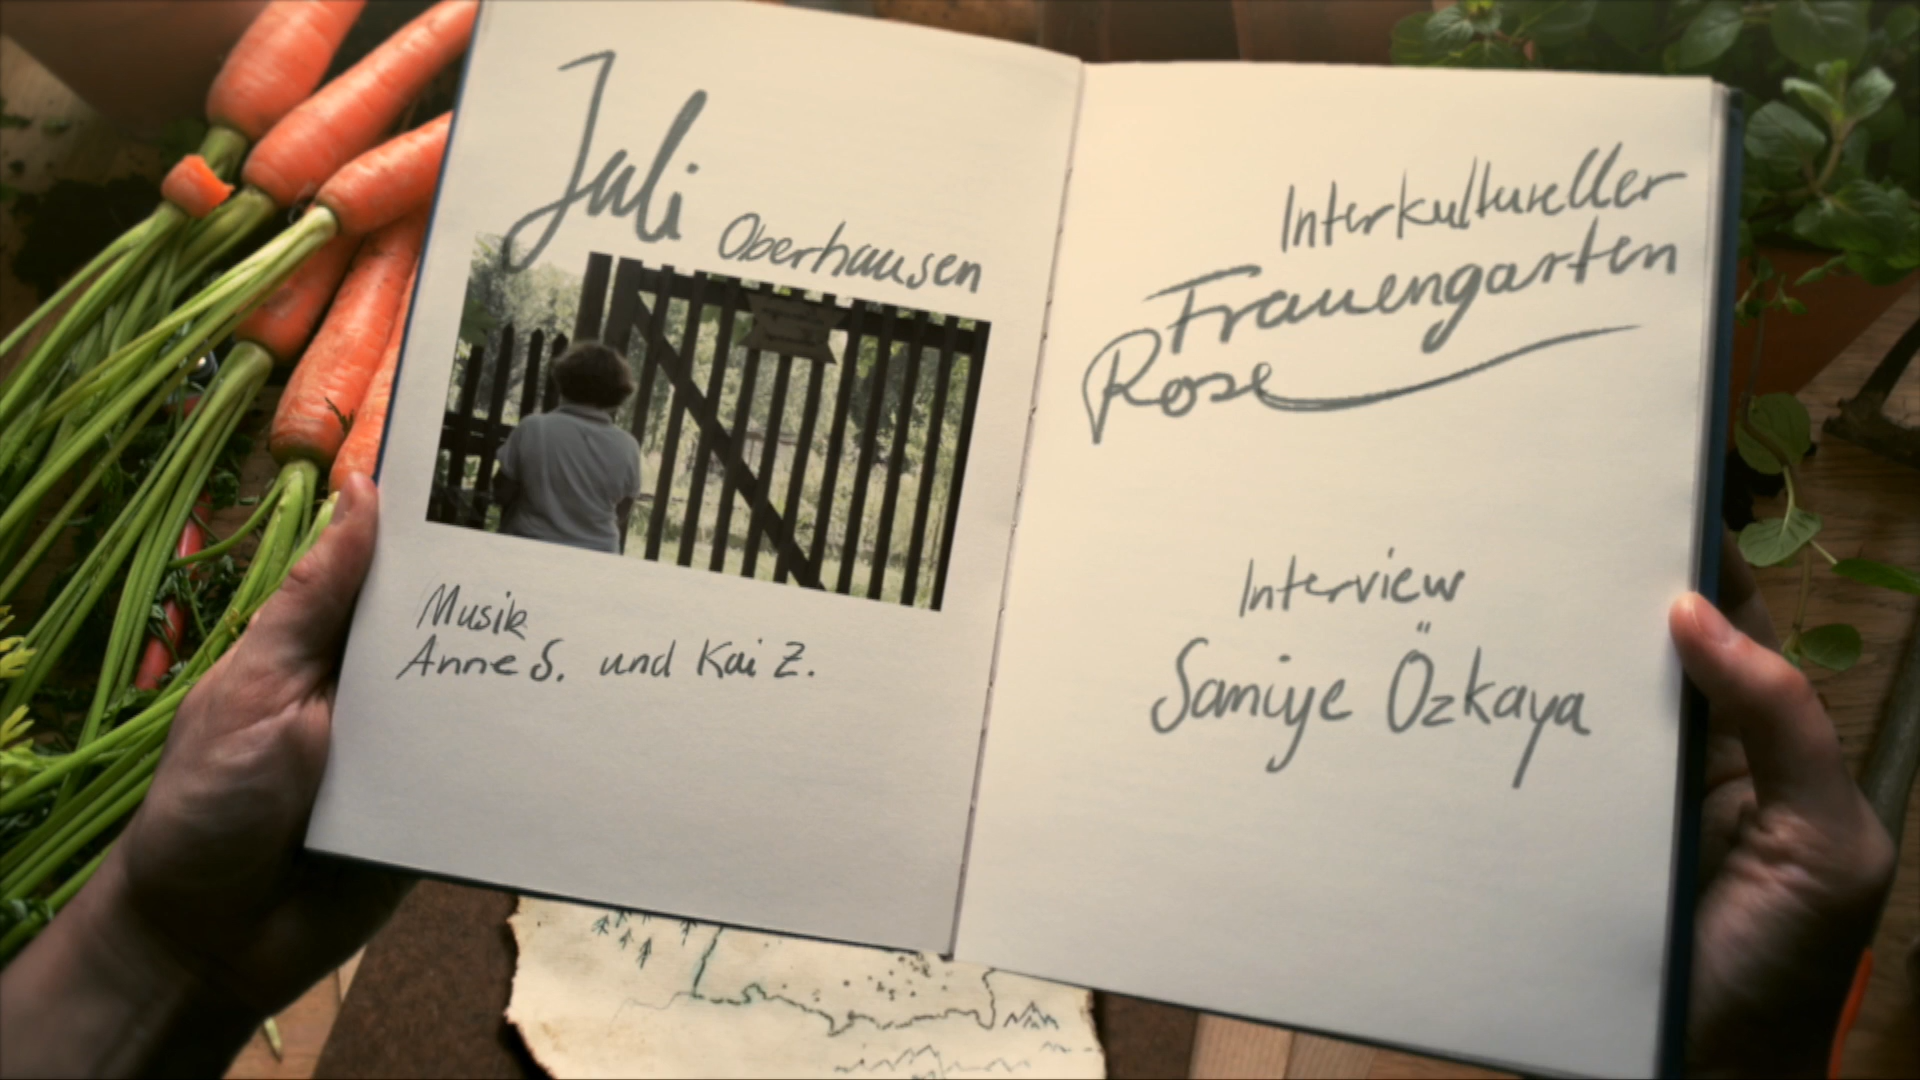 Juli
Oberhausen
Musik
Anne S. und Kai Z.
Interkultureller
Frauengarten
Rose
Interview
Samiye Özkaya